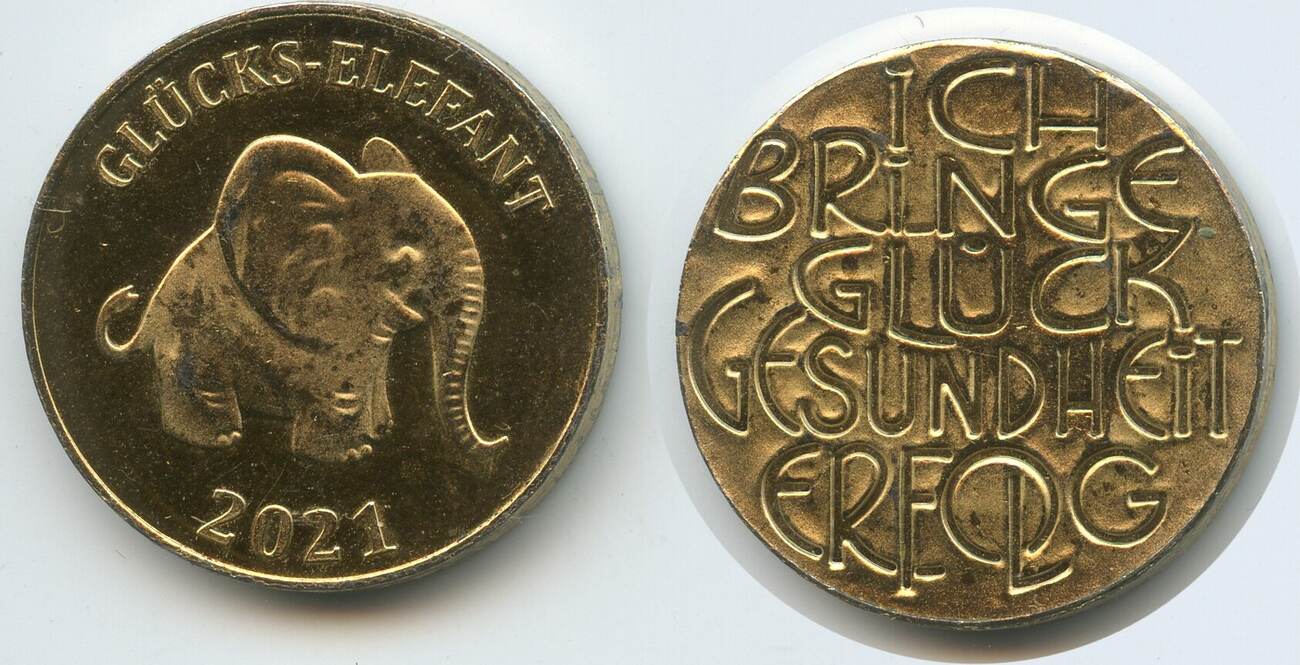 GLÜCKS-ELEFANT
2021
ICH
BRINGE
GLÜCK
GESUNDHEIT
ERFOLG